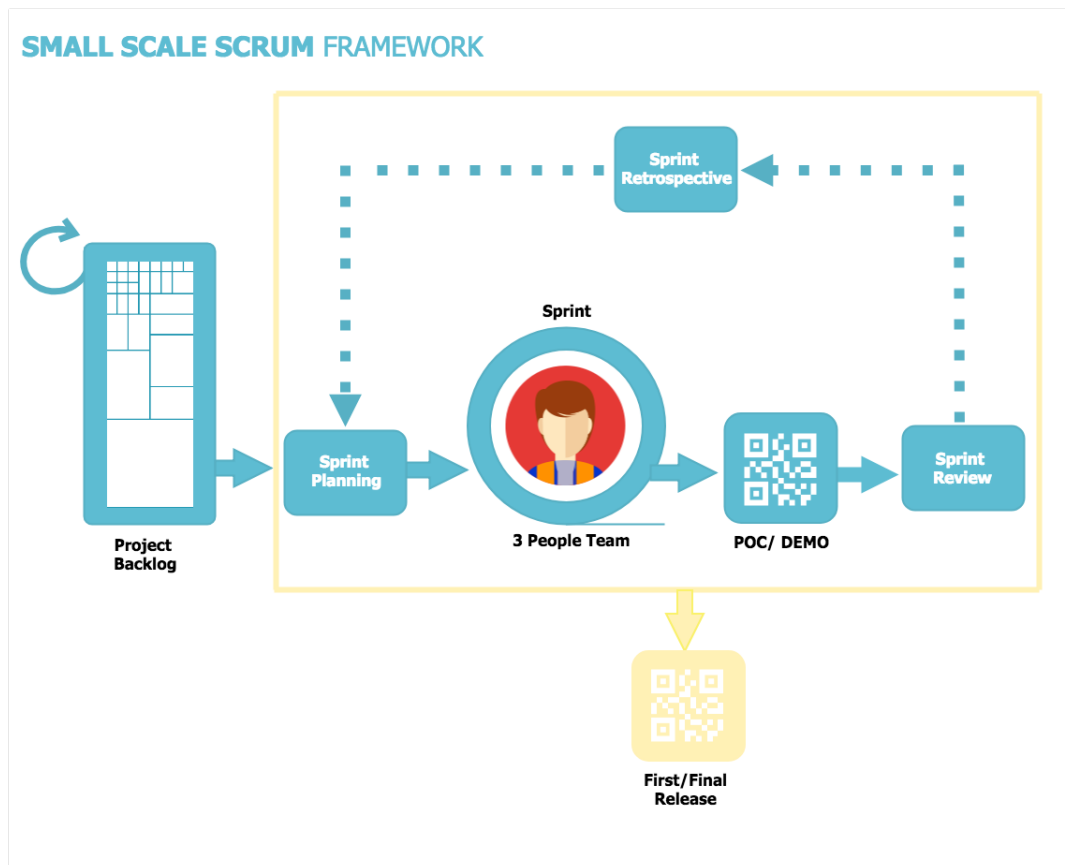 SMALL SCALE SCRUM FRAMEWORK
Sprint
Retrospective
Sprint
Sprint
Planning
3 People Team
POC/ DEMO
Sprint
Review
Project
Backlog
First/Final
Release